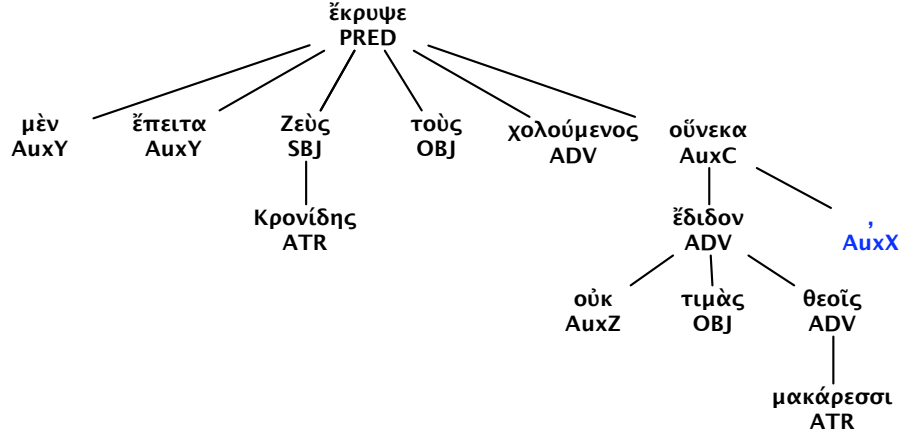 ἔκρυψε
PRED
μὲν ἔπειτα Ζεὺς τοὺς χολούμενος οὕνεκα
AuxY AuxY SBJ OBJ ADV AuxC
Κρονίδης ἔδιδον ,
ATR ADV AuxX
οὐκ τιμὰς θεοῖς
AuxZ OBJ ADV
μακάρεσσι
ATR